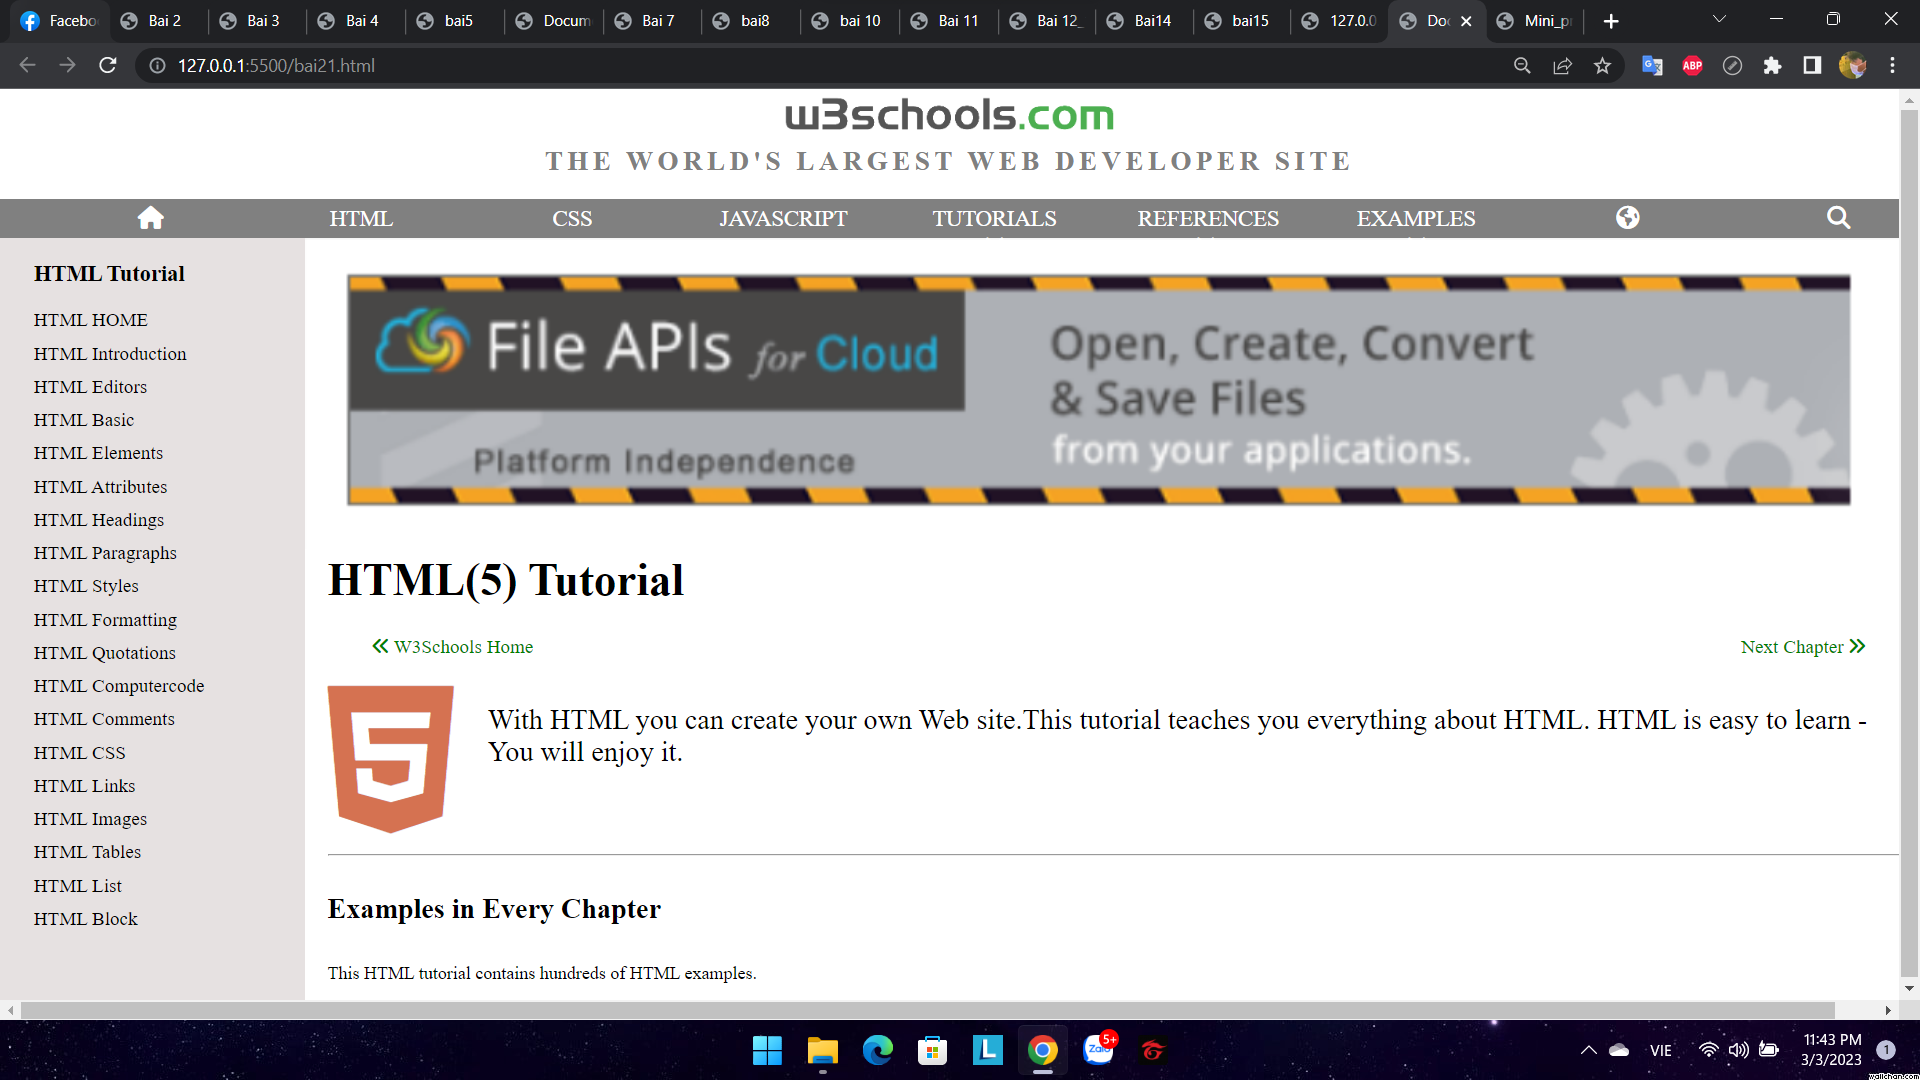 Facebo
Bai 2
Bai 3
Bai 4
bai5
Docum
Bai 7
bai8
bai 10
Bai 11
Bai 12_
Bai14
bai15
127.0.0
Do
Mini_p
127.0.0.1:5500/bai21.html
ABP
w3schools.com
THE WORLD'S LARGEST WEB DEVELOPER SITE
HTML
CSS
JAVASCRIPT
TUTORIALS
REFERENCES
EXAMPLES
HTML Tutorial
HTML HOME
HTML Introduction
HTML Editors
HTML Basic
HTML Elements
HTML Attributes
HTML Headings
HTML Paragraphs
HTML Styles
HTML Formatting
HTML Quotations
HTML Computercode
HTML Comments
HTML CSS
HTML Links
HTML Images
HTML Tables
HTML List
HTML Block
File APIs for Cloud
Platform Independence
Open, Create, Convert
& Save Files
from your applications.
HTML(5) Tutorial
W3Schools Home
Next Chapter
5
With HTML you can create your own Web site.This tutorial teaches you everything about HTML. HTML is easy to learn -
You will enjoy it.
Examples in Every Chapter
This HTML tutorial contains hundreds of HTML examples.
L
Zalo
5+
VIE
11:43 PM
3/3/2023
1
wallchan.com